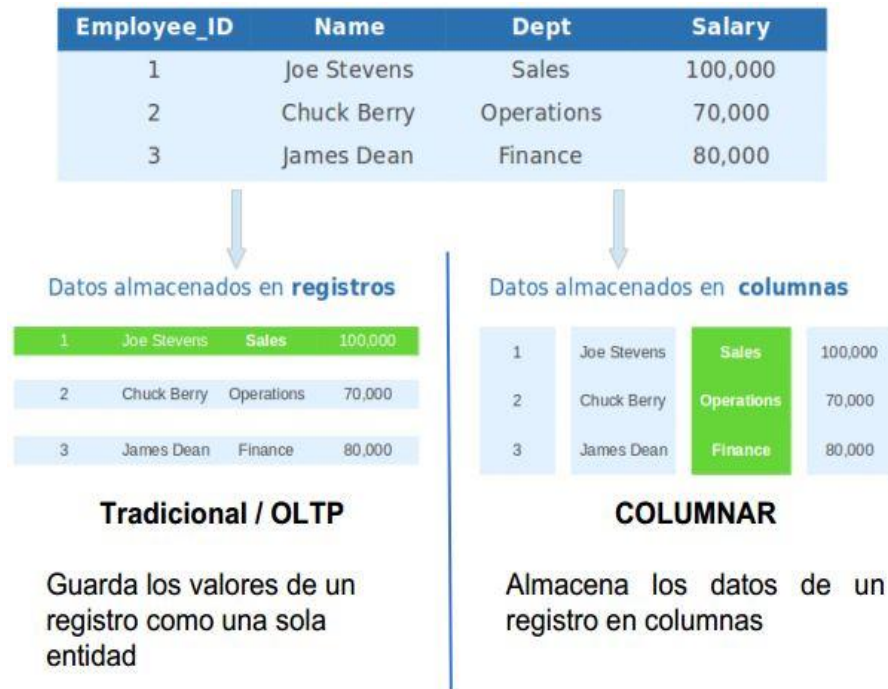 Employee_ID Name Dept Salary
1 Joe Stevens Sales 100,000
2 Chuck Berry Operations 70,000
3 James Dean Finance 80,000
Datos almacenados en registros
1 Joe Stevens Sales 100,000
2 Chuck Berry Operations 70,000
3 James Dean Finance 80,000
Tradicional / OLTP
Guarda los valores de un
registro como una sola
entidad
Datos almacenados en columnas
1 Joe Stevens Sales 100,000
2 Chuck Berry Operations 70,000
3 James Dean Finance 80,000
COLUMNAR
Almacena los datos de un
registro en columnas